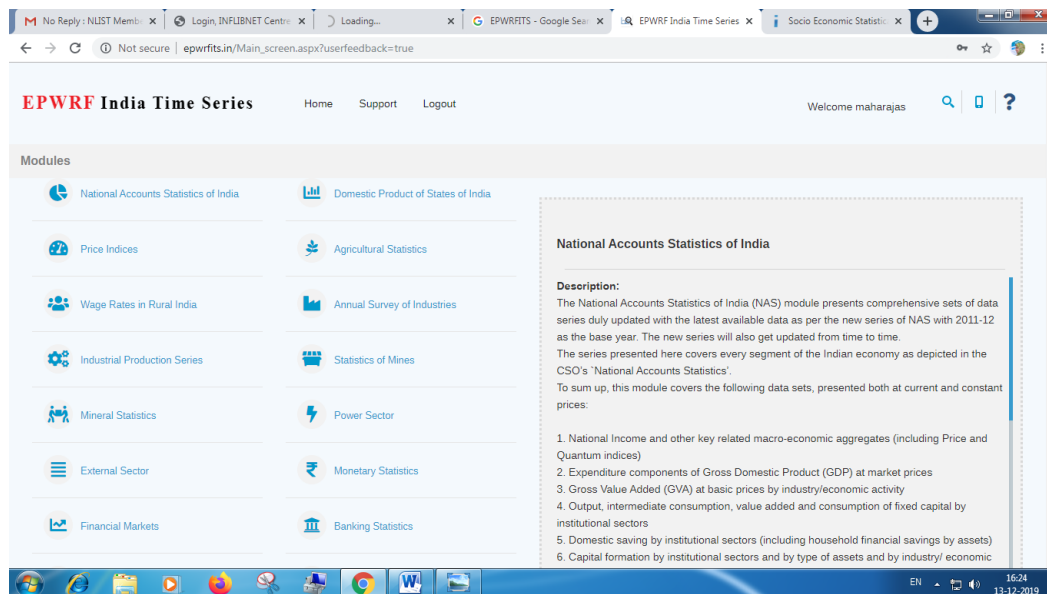 No Reply : NLIST Membe
Login, INFLIBNET Centre
Loading...
EPWRFITS - Google Sear
EPWRF India Time Series
Socio Economic Statistic
Not secure | epwrfits.in/Main_screen.aspx?userfeedback=true
EPWRF India Time Series
Home Support Logout
Welcome maharajas
Modules
National Accounts Statistics of India
Domestic Product of States of India
Price Indices
Agricultural Statistics
Wage Rates in Rural India
Annual Survey of Industries
Industrial Production Series
Statistics of Mines
Mineral Statistics
Power Sector
External Sector
Monetary Statistics
Financial Markets
Banking Statistics
National Accounts Statistics of India
Description:
The National Accounts Statistics of India (NAS) module presents comprehensive sets of data
series duly updated with the latest available data as per the new series of NAS with 2011-12
as the base year. The new series will also get updated from time to time.
The series presented here covers every segment of the Indian economy as depicted in the
CSO's `National Accounts Statistics'.
To sum up, this module covers the following data sets, presented both at current and constant
prices:
1. National Income and other key related macro-economic aggregates (including Price and
Quantum indices)
2. Expenditure components of Gross Domestic Product (GDP) at market prices
3. Gross Value Added (GVA) at basic prices by industry/economic activity
4. Output, intermediate consumption, value added and consumption of fixed capital by
institutional sectors
5. Domestic saving by institutional sectors (including household financial savings by assets)
6. Capital formation by institutional sectors and by type of assets and by industry/ economic
EN
16:24
13-12-2019